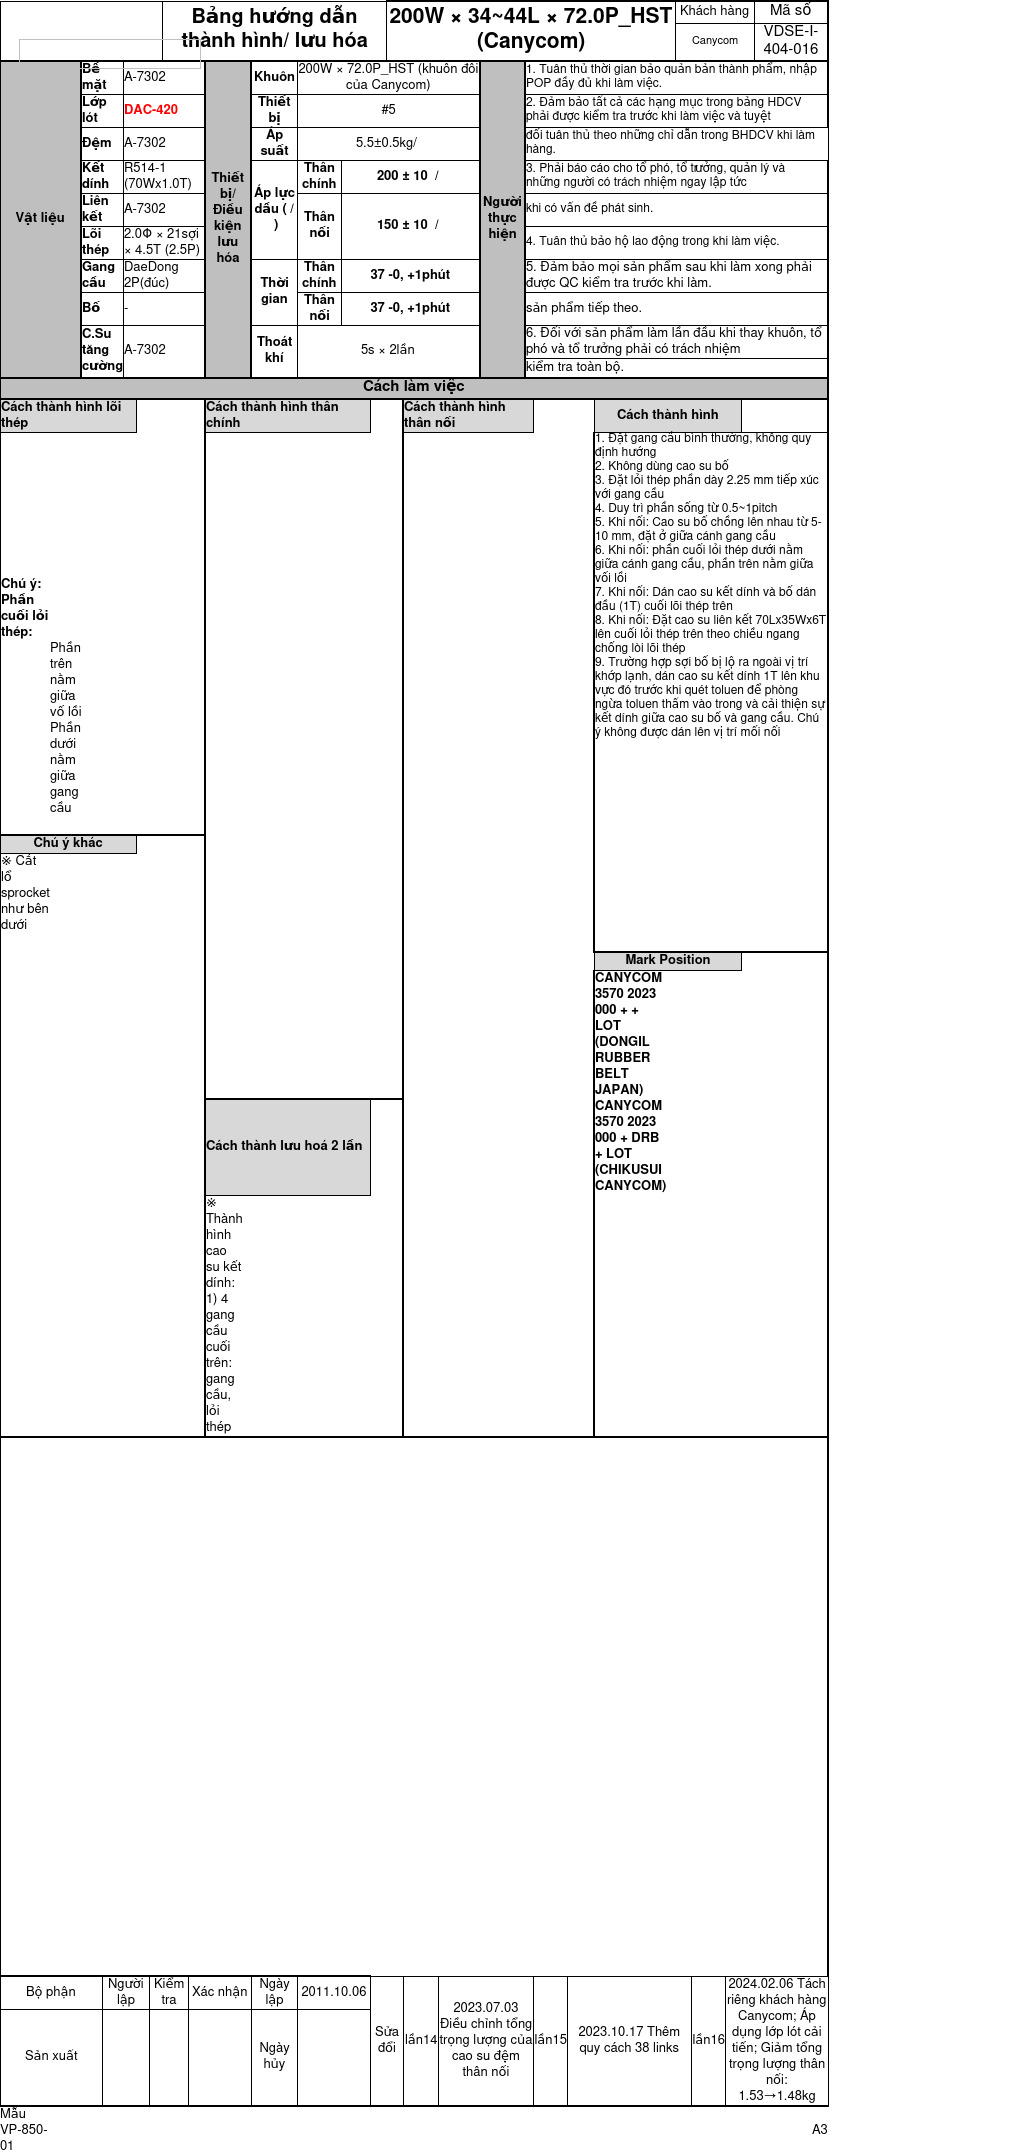 Bảng hướng dẫn
thành hình/ lưu hóa
200W × 34~44L × 72.0P_HST
(Canycom)
Khách hàng
Mã số
Canycom
VDSE-I-
404-016
Vật liệu
Bề
mặt
A-7302
Lớp
lót
DAC-420
Đệm
A-7302
Kết
dính
R514-1
(70Wx1.0T)
Liên
kết
A-7302
Lõi
thép
2.0Φ × 21sợi
× 4.5T (2.5P)
Gang
cầu
DaeDong
2P(đúc)
Bố
-
C.Su
tăng
cường
A-7302
Thiết
bị/
Điều
kiện
lưu
hóa
Khuôn
200W × 72.0P_HST (khuôn đôi
của Canycom)
Thiết
bị
#5
Áp
suất
5.5±0.5kg/
Áp lực
dầu ( /
)
Thân
chính
200 ± 10 /
Thân
nối
150 ± 10 /
Thời
gian
Thân
chính
37 -0, +1phút
Thân
nối
37 -0, +1phút
Thoát
khí
5s × 2lần
Người
thực
hiện
1. Tuân thủ thời gian bảo quản bán thành phẩm, nhập
POP đầy đủ khi làm việc.
2. Đảm bảo tất cả các hạng mục trong bảng HDCV
phải được kiểm tra trước khi làm việc và tuyệt
đối tuân thủ theo những chỉ dẫn trong BHDCV khi làm
hàng.
3. Phải báo cáo cho tổ phó, tổ tưởng, quản lý và
những người có trách nhiệm ngay lập tức
khi có vấn đề phát sinh.
4. Tuân thủ bảo hộ lao động trong khi làm việc.
5. Đảm bảo mọi sản phẩm sau khi làm xong phải
được QC kiểm tra trước khi làm.
sản phẩm tiếp theo.
6. Đối với sản phẩm làm lần đầu khi thay khuôn, tổ
phó và tổ trưởng phải có trách nhiệm
kiểm tra toàn bộ.
Cách làm việc
Cách thành hình lõi
thép
Chú ý:
Phần
cuối lỏi
thép:
Phần
trên
nằm
giữa
vố lồi
Phần
dưới
nằm
giữa
gang
cầu
Chú ý khác
※ Cắt
lổ
sprocket
như bên
dưới
Cách thành hình thân
chính
Cách thành lưu hoá 2 lần
※
Thành
hình
cao
su kết
dính:
1) 4
gang
cầu
cuối
trên:
gang
cầu,
lỏi
thép
Cách thành hình
thân nối
Cách thành hình
1. Đặt gang cầu bình thường, không quy
định hướng
2. Không dùng cao su bố
3. Đặt lỏi thép phần dày 2.25 mm tiếp xúc
với gang cầu
4. Duy trì phần sống từ 0.5~1pitch
5. Khi nối: Cao su bố chồng lên nhau từ 5-
10 mm, đặt ở giữa cánh gang cầu
6. Khi nối: phần cuối lỏi thép dưới nằm
giữa cánh gang cầu, phần trên nằm giữa
vối lồi
7. Khi nối: Dán cao su kết dính và bố dán
đầu (1T) cuối lõi thép trên
8. Khi nối: Đặt cao su liên kết 70Lx35Wx6T
lên cuối lỏi thép trên theo chiều ngang
chống lòi lõi thép
9. Trường hợp sợi bố bị lộ ra ngoài vị trí
khớp lạnh, dán cao su kết dính 1T lên khu
vực đó trước khi quét toluen để phòng
ngừa toluen thấm vào trong và cải thiện sự
kết dính giữa cao su bố và gang cầu. Chú
ý không được dán lên vị trí mối nối
Mark Position
CANYCOM
3570 2023
000 + +
LOT
(DONGIL
RUBBER
BELT
JAPAN)
CANYCOM
3570 2023
000 + DRB
+ LOT
(CHIKUSUI
CANYCOM)
Bộ phận
Người
lập
Kiểm
tra
Xác nhận
Ngày
lập
2011.10.06
Sản xuất
Ngày
hủy
Sửa
đổi
lần14
2023.07.03
Điều chỉnh tổng
trọng lượng của
cao su đệm
thân nối
lần15
2023.10.17 Thêm
quy cách 38 links
lần16
2024.02.06 Tách
riêng khách hàng
Canycom; Áp
dụng lớp lót cải
tiến; Giảm tổng
trọng lượng thân
nối:
1.53→1.48kg
Mẫu
VP-850-
01
A3